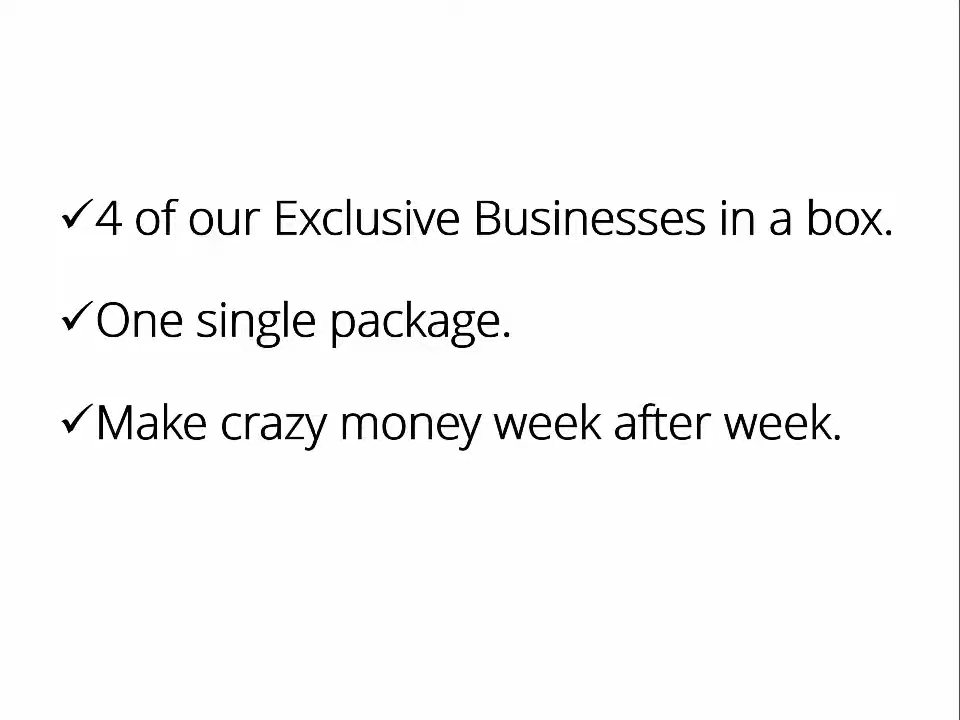 ✓4 of our Exclusive Businesses in a box.
✓One single package.
✓Make crazy money week after week.